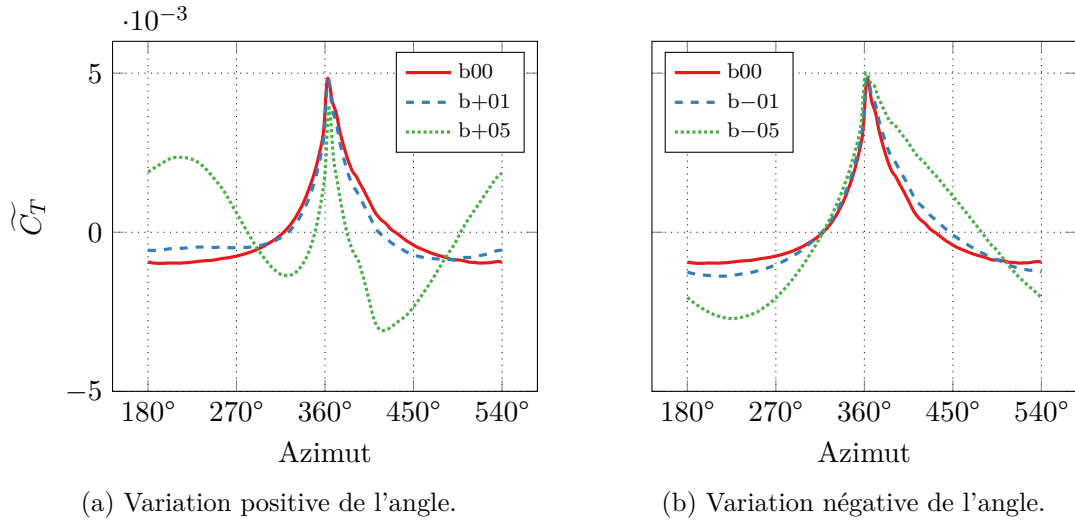 ·10−3
5
0
−5
C̃T
b00
b+01
b+05
180° 270° 360° 450° 540°
Azimut
(a) Variation positive de l'angle.
b00
b−01
b−05
180° 270° 360° 450° 540°
Azimut
(b) Variation négative de l'angle.